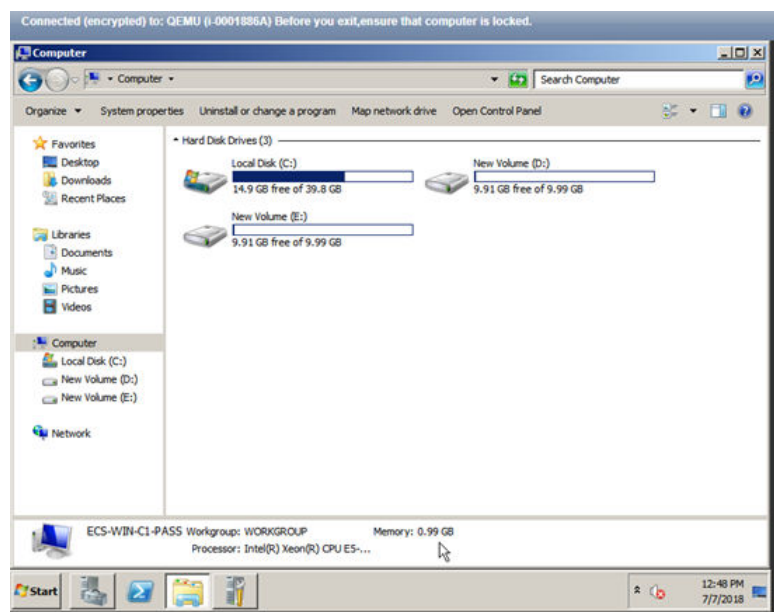 Connected (encrypted) to: QEMU (i-0001886A) Before you exit,ensure that computer is locked.
Computer
Computer
Search Computer
Organize System properties Uninstall or change a program Map network drive Open Control Panel
Favorites
Desktop
Downloads
Recent Places
Libraries
Documents
Music
Pictures
Videos
Computer
Local Disk (C:)
New Volume (D:)
New Volume (E:)
Network
Hard Disk Drives (3)
Local Disk (C:)
14.9 GB free of 39.8 GB
New Volume (D:)
9.91 GB free of 9.99 GB
New Volume (E:)
9.91 GB free of 9.99 GB
ECS-WIN-C1-PASS Workgroup: WORKGROUP Memory: 0.99 GB
Processor: Intel(R) Xeon(R) CPU E5-...
Start
12:48 PM
7/7/2018